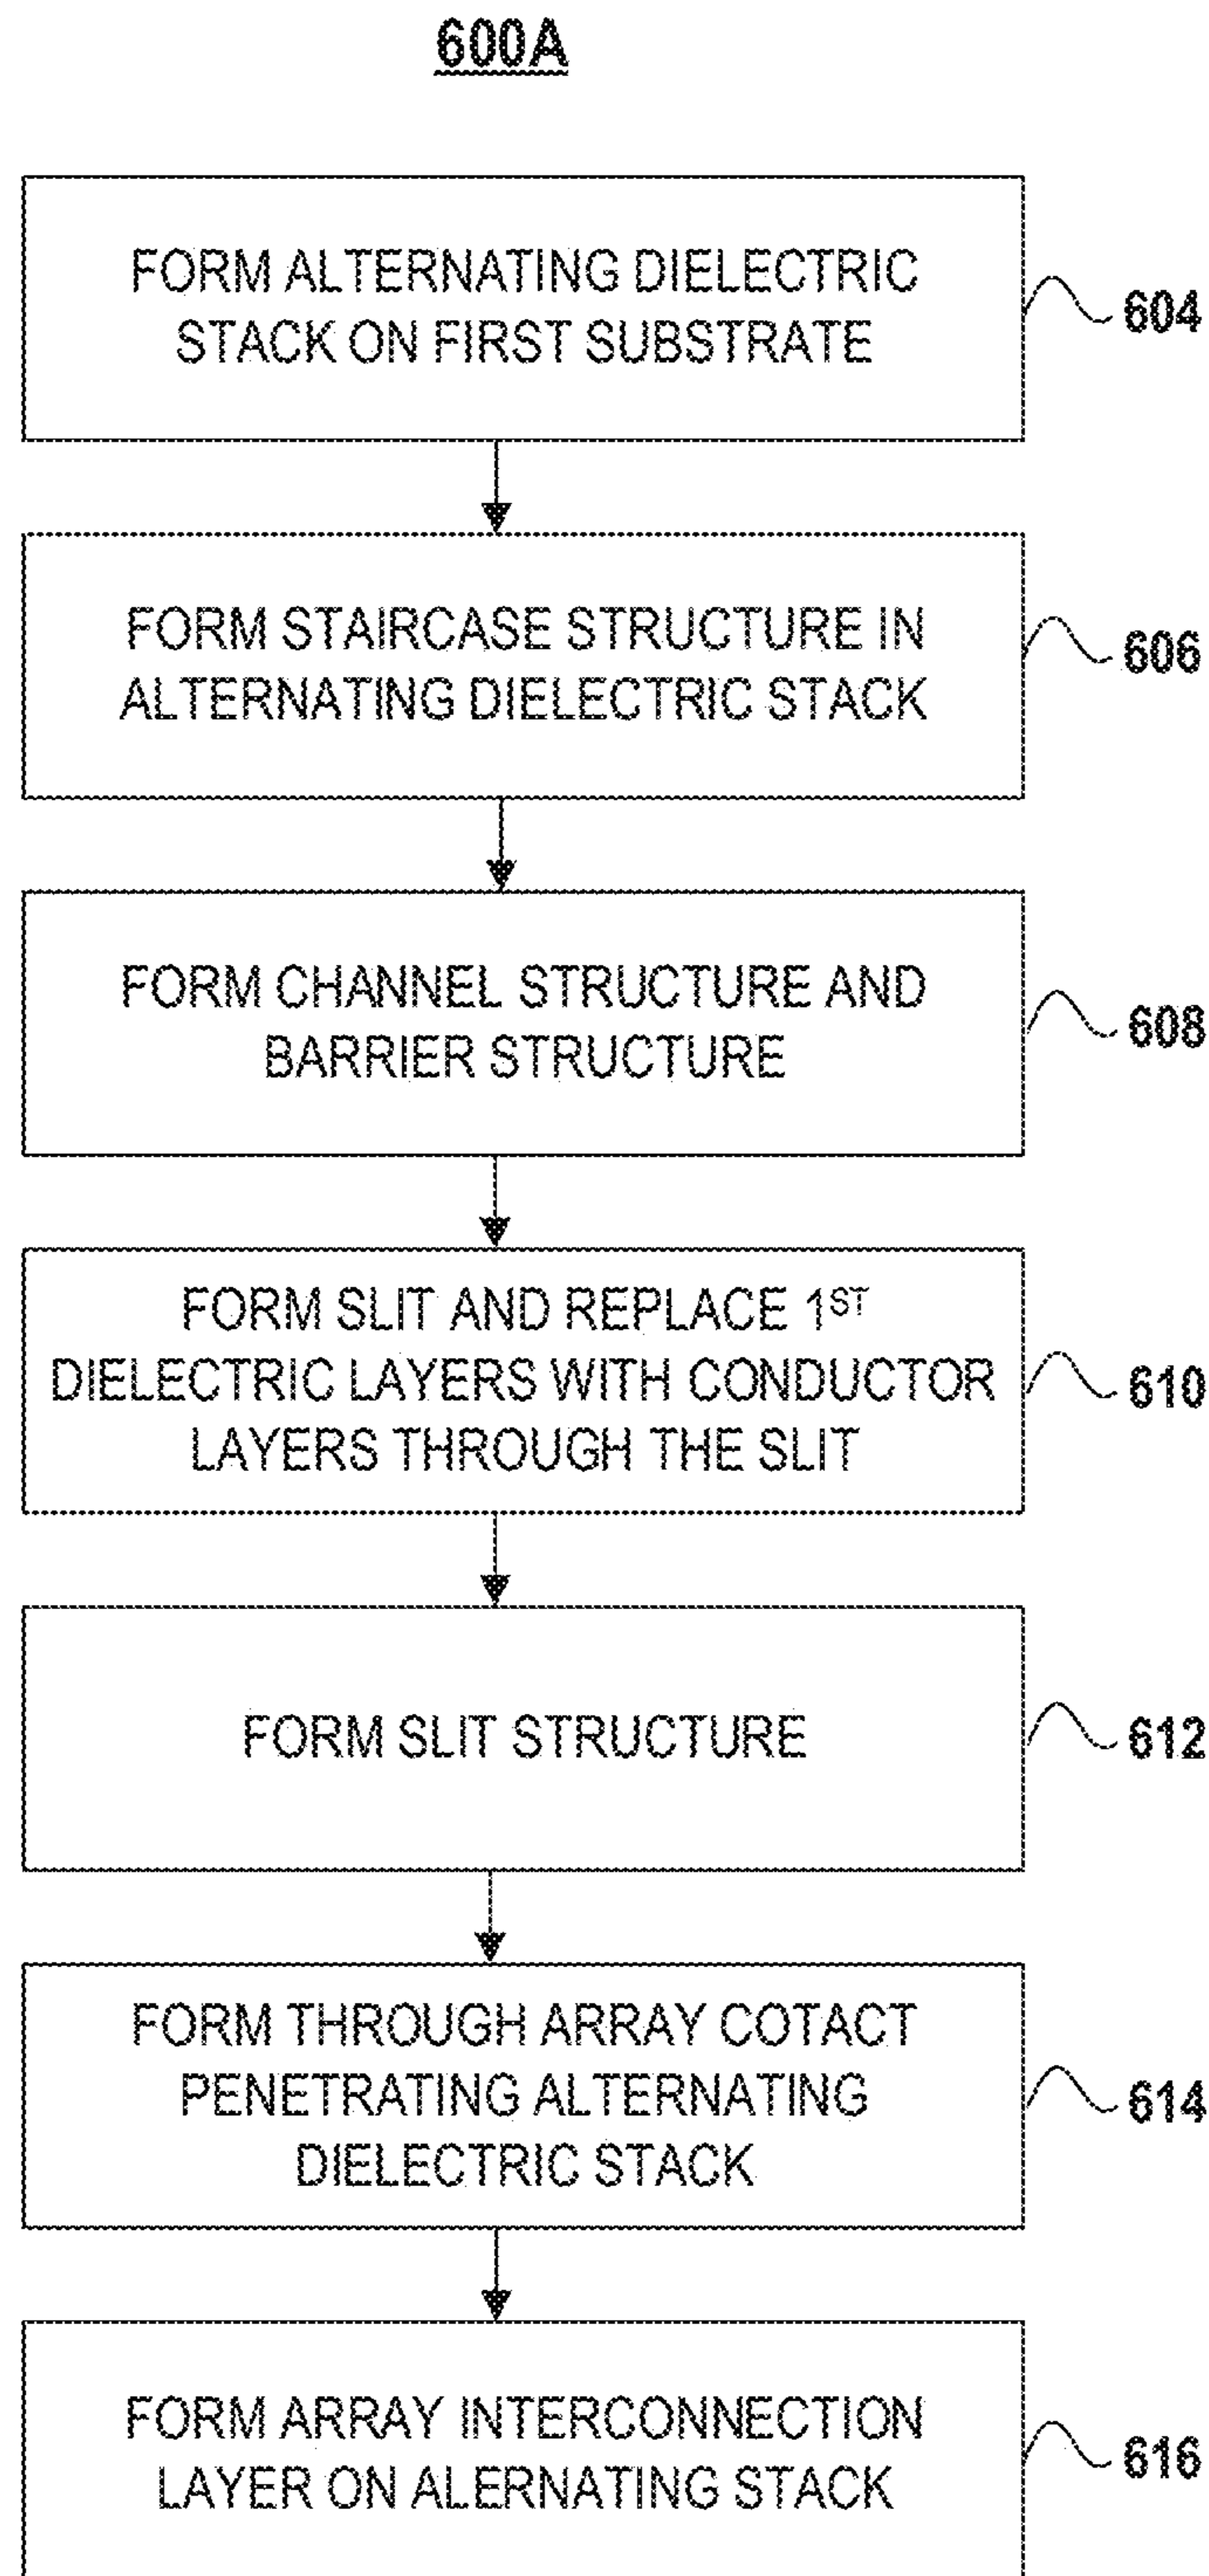 600A
FORM ALTERNATING DIELECTRIC
STACK ON FIRST SUBSTRATE
604
FORM STAIRCASE STRUCTURE IN
ALTERNATING DIELECTRIC STACK
606
FORM CHANNEL STRUCTURE AND
BARRIER STRUCTURE
608
FORM SLIT AND REPLACE 1ST
DIELECTRIC LAYERS WITH CONDUCTOR
LAYERS THROUGH THE SLIT
610
FORM SLIT STRUCTURE
612
FORM THROUGH ARRAY COTACT
PENETRATING ALTERNATING
DIELECTRIC STACK
614
FORM ARRAY INTERCONNECTION
LAYER ON ALERNATING STACK
616